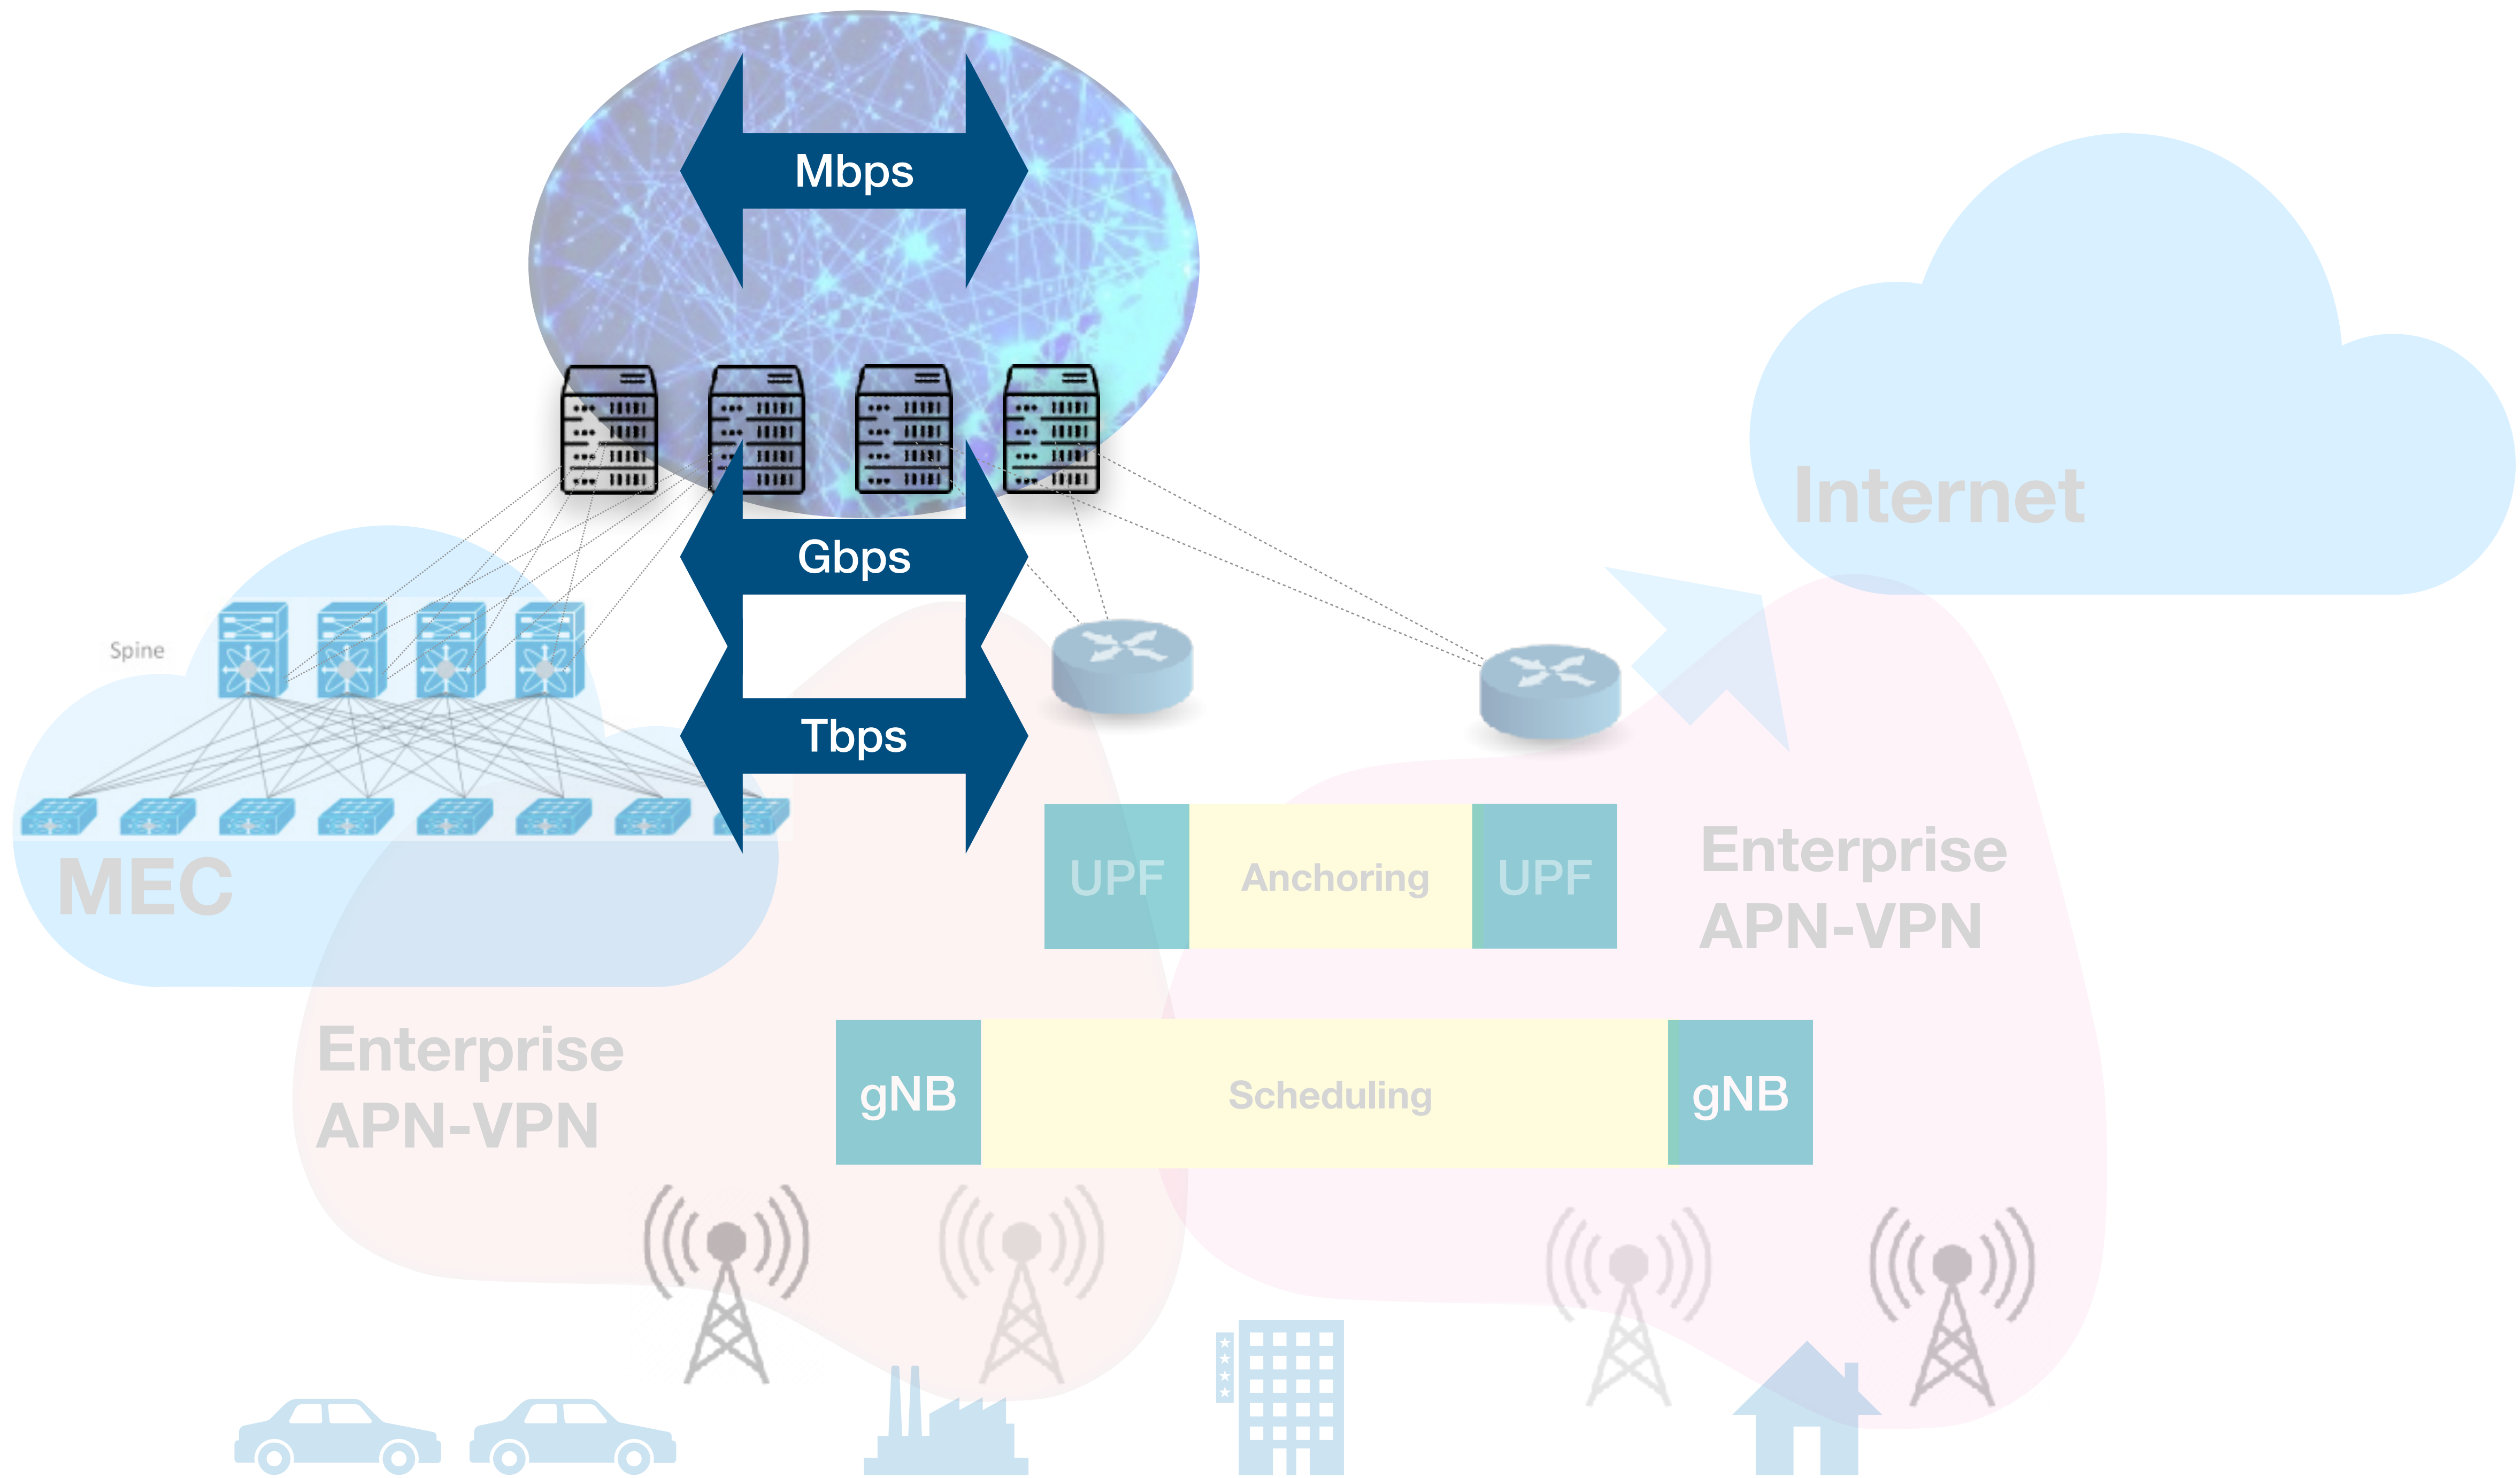 Mbps
Internet
Gbps
Spine
Tbps
MEC
UPF
Anchoring
UPF
Enterprise
APN-VPN
Enterprise
APN-VPN
gNB
Scheduling
gNB